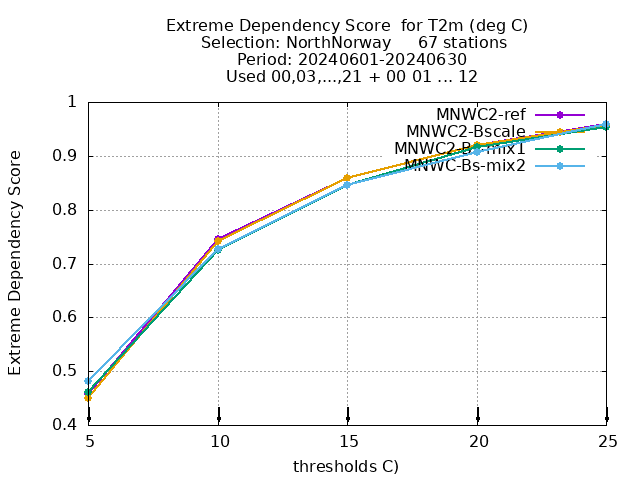 Extreme Dependency Score  for T2m (deg C)
Selection: NorthNorway     67 stations
Period: 20240601-20240630
Used 00,03,...,21 + 00 01 ... 12
1
0.9
0.8
0.7
0.6
0.5
0.4
Extreme Dependency Score
MNWC2-ref
MNWC2-Bscale
MNWC2-Bs-mix1
MNWC-Bs-mix2
5
10
15
20
25
thresholds C)